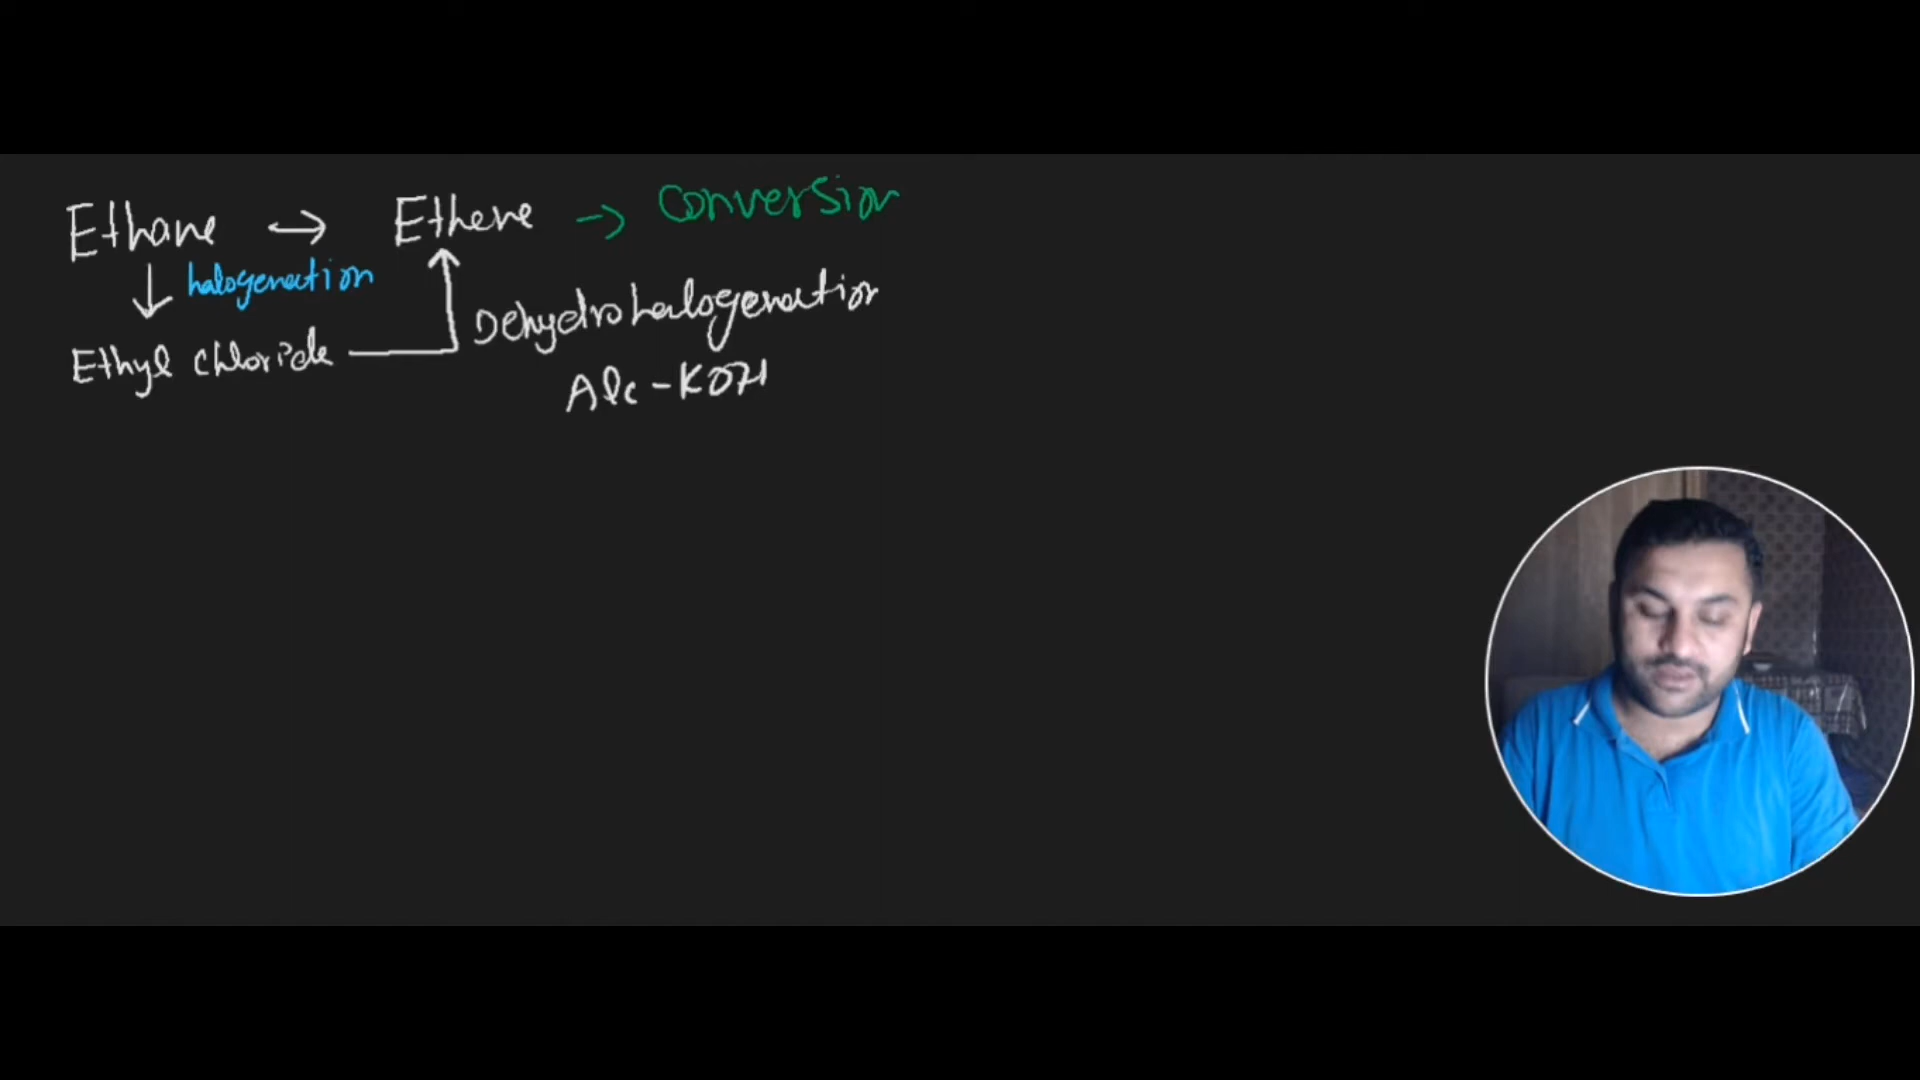 Ethane → Ethene → Conversion
↓ halogenation
Dehydrohalogenation
Ethyl chloride
Alc-KOH